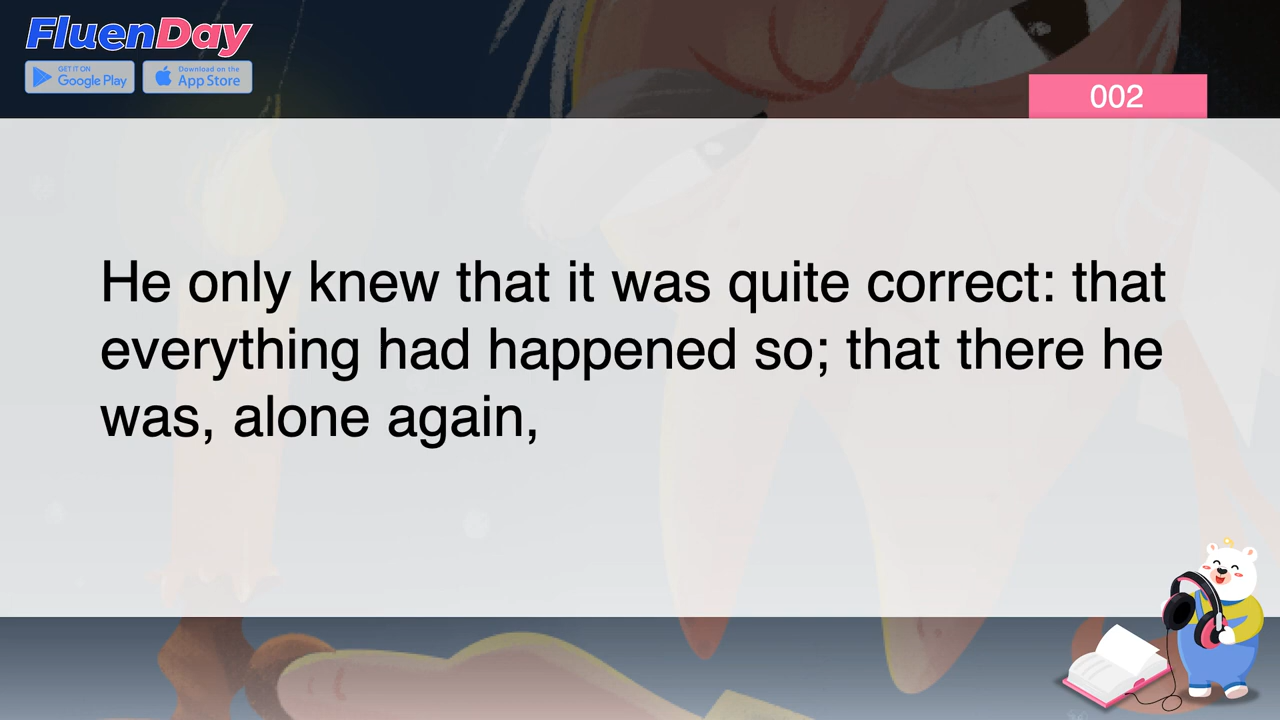 FluenDay
GET IT ON
Google Play
Download on the
App Store
002
He only knew that it was quite correct: that
everything had happened so; that there he
was, alone again,